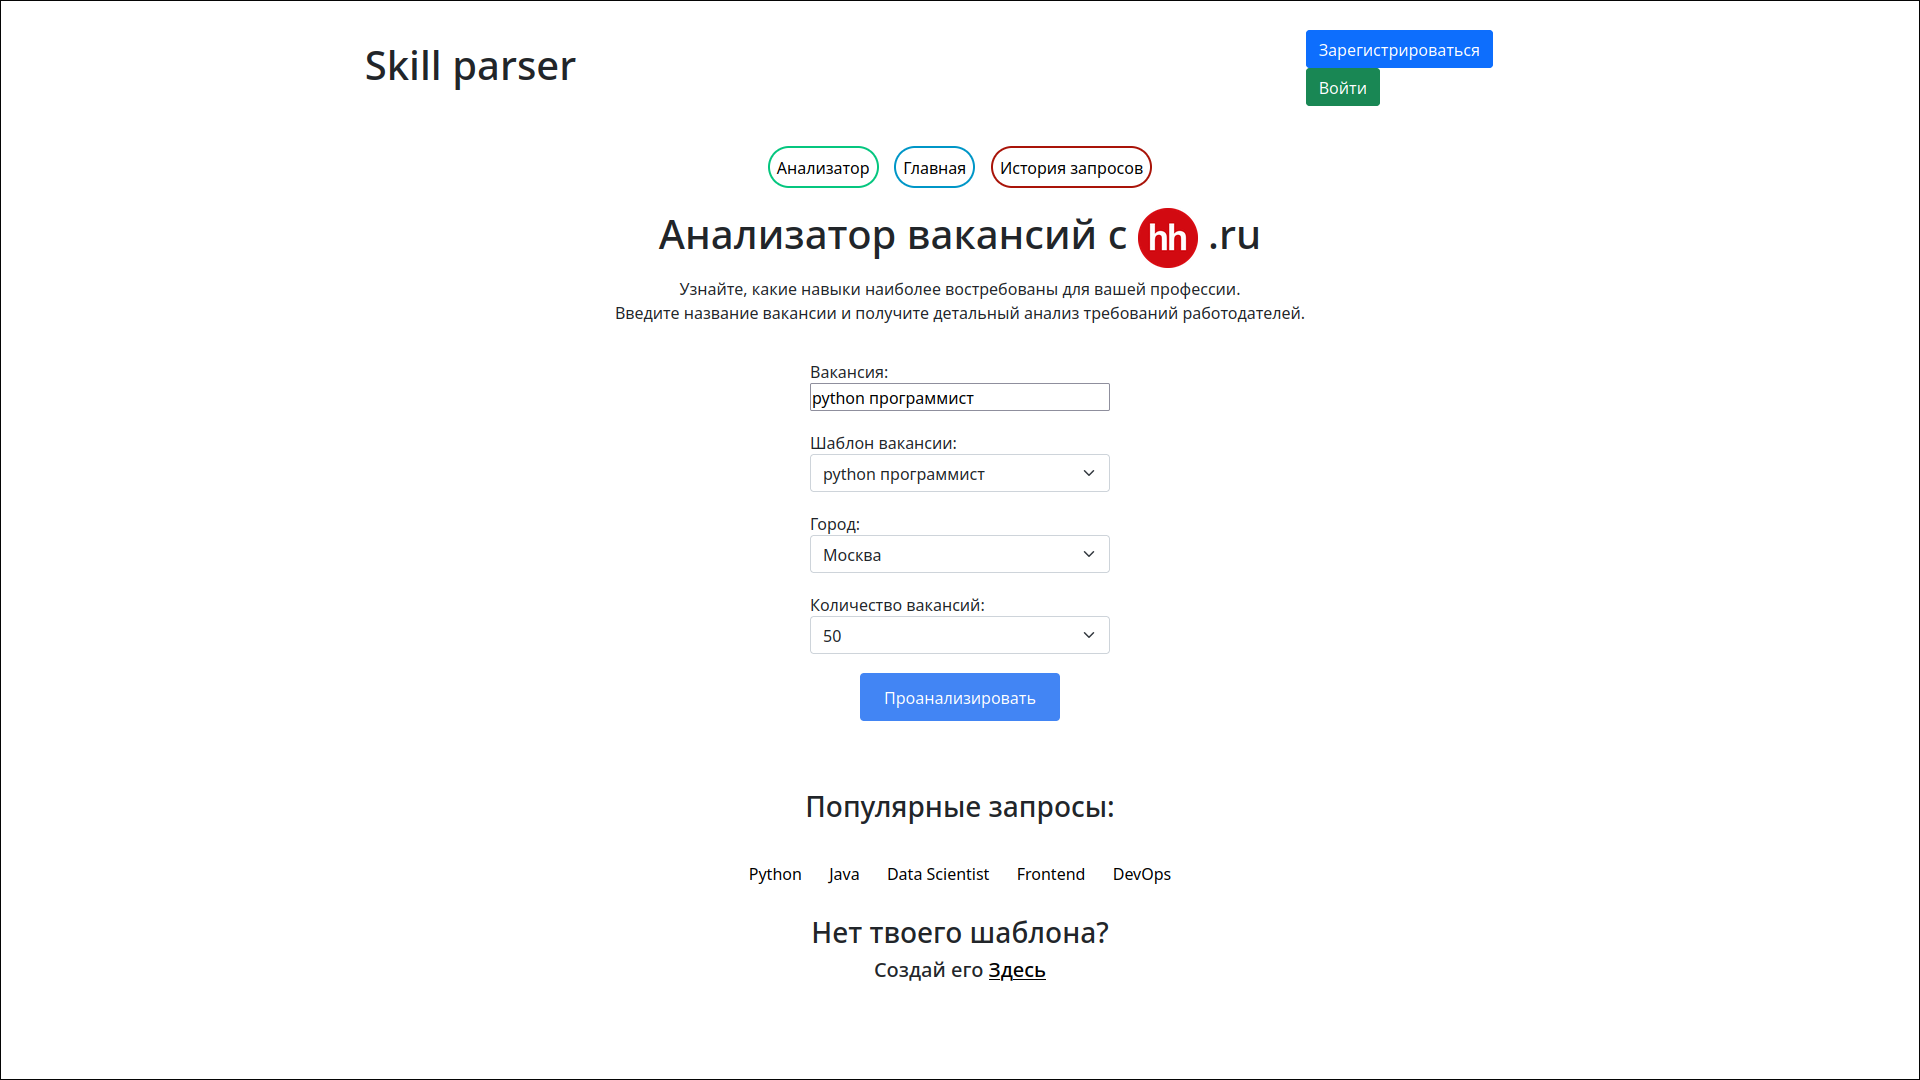 Skill parser
Зарегистрироваться
Войти
Анализатор Главная История запросов
Анализатор вакансий с hh .ru
Узнайте, какие навыки наиболее востребованы для вашей профессии.
Введите название вакансии и получите детальный анализ требований работодателей.
Вакансия:
python программист
Шаблон вакансии:
python программист
Город:
Москва
Количество вакансий:
50
Проанализировать
Популярные запросы:
Python Java Data Scientist Frontend DevOps
Нет твоего шаблона?
Создай его Здесь